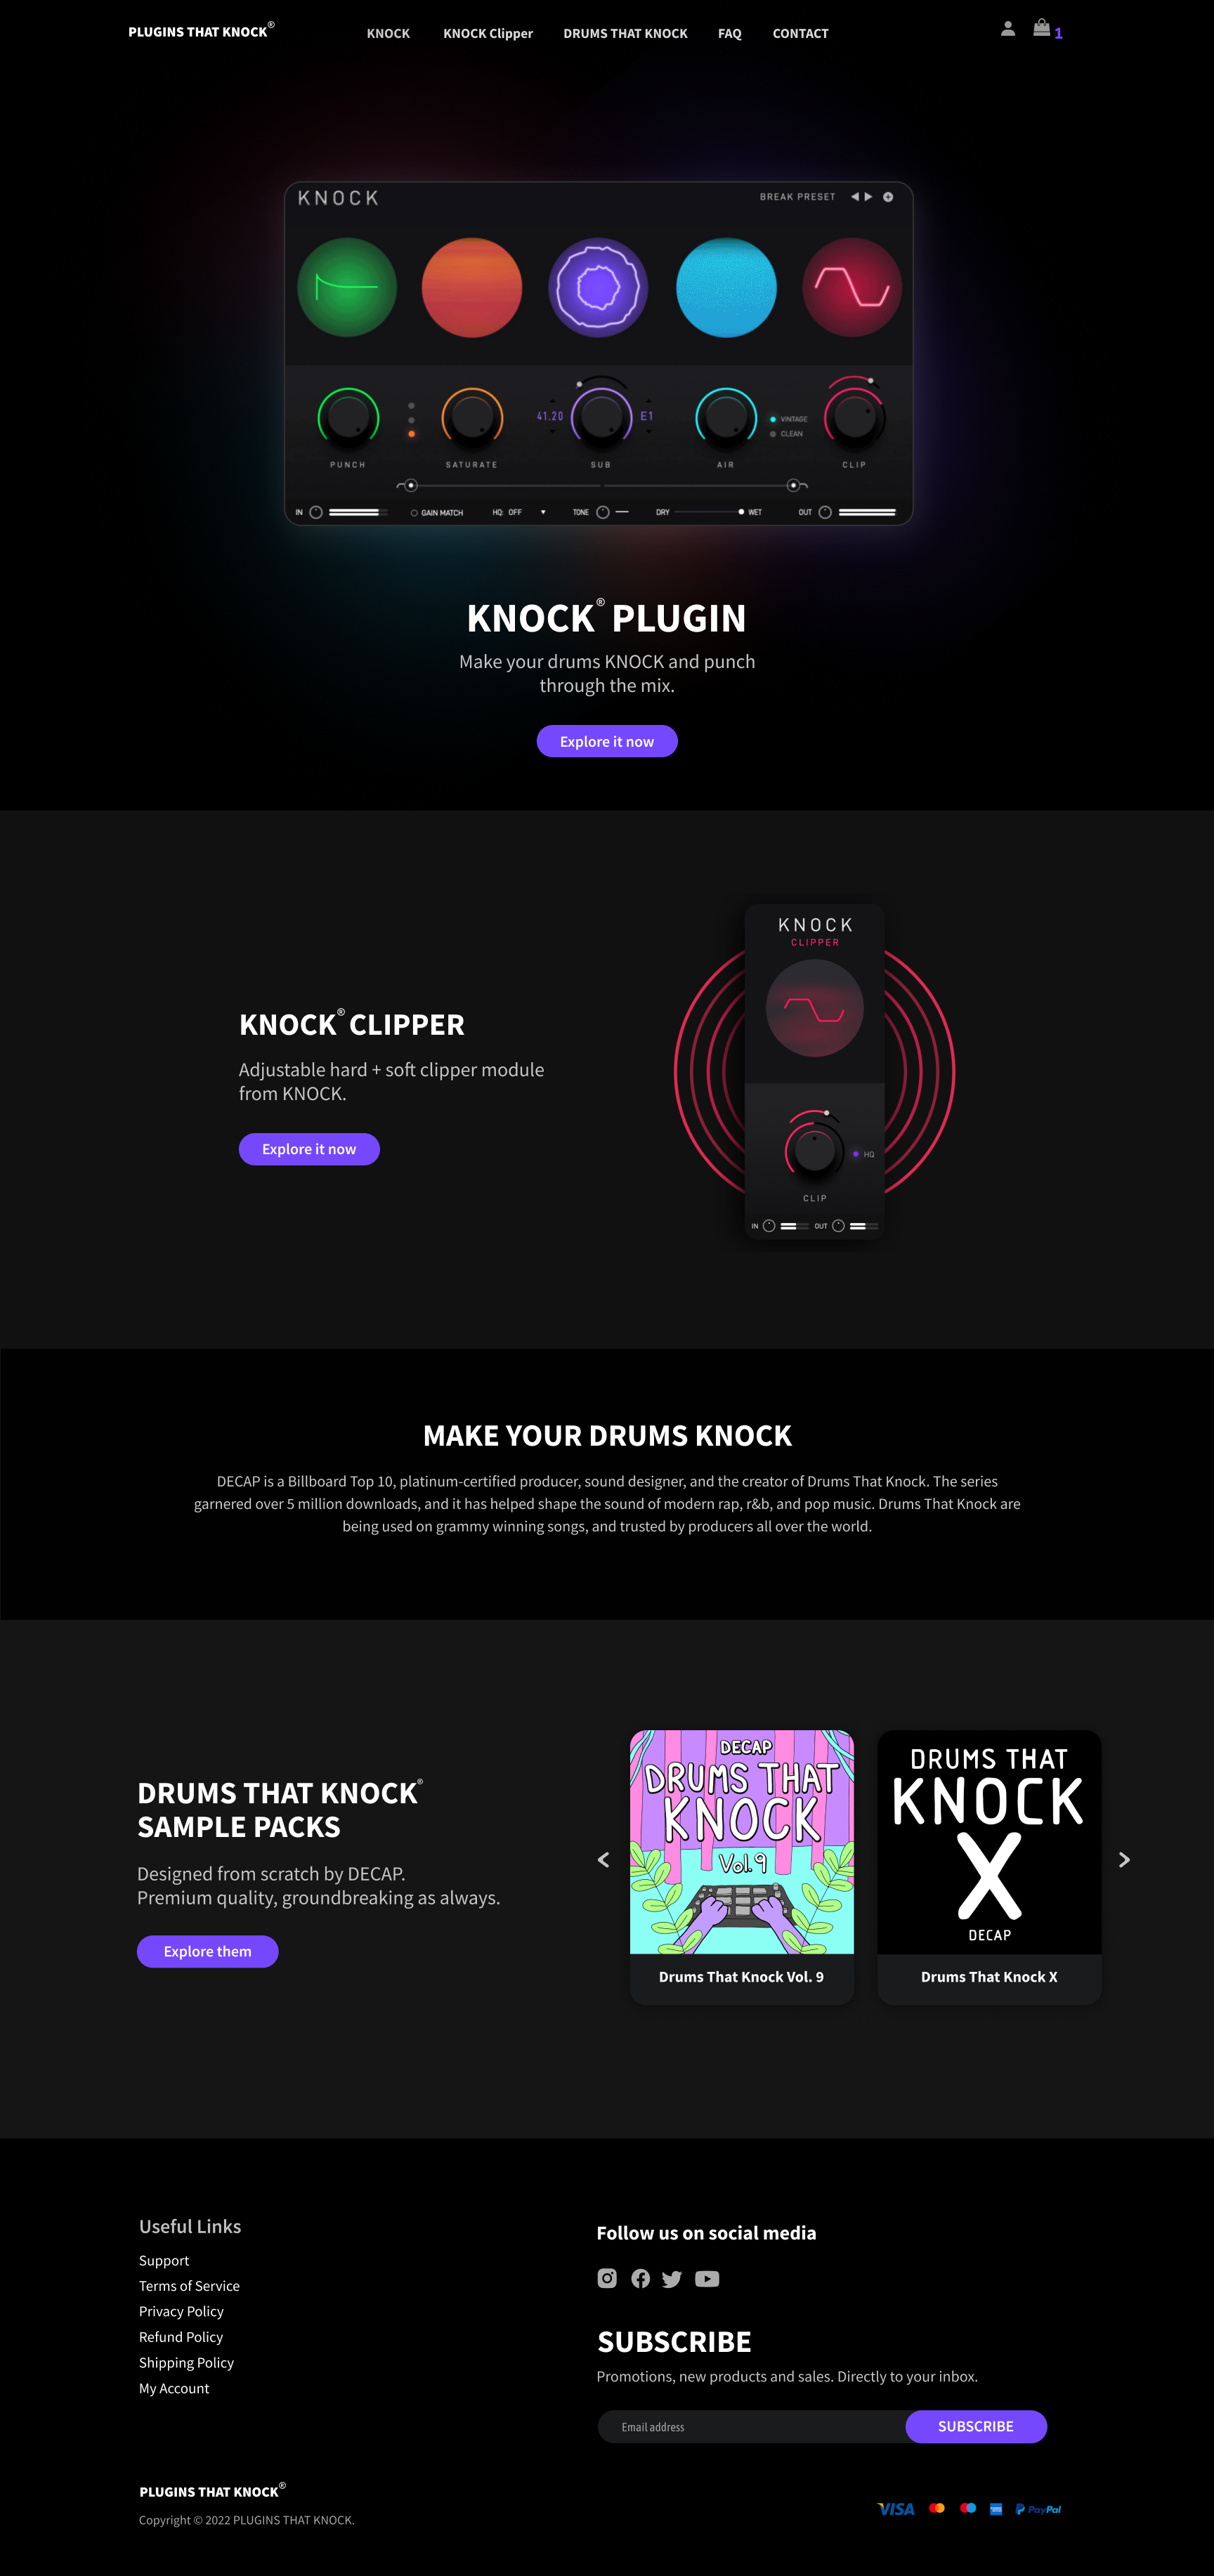 PLUGINS THAT KNOCK®
KNOCK
KNOCK Clipper
DRUMS THAT KNOCK
FAQ
CONTACT
1
KNOCK
BREAK PRESET
41.20
E1
VINTAGE
CLEAN
PUNCH
SATURATE
SUB
AIR
CLIP
IN
GAIN MATCH
HQ: OFF
TONE
DRY
WET
OUT
KNOCK® PLUGIN
Make your drums KNOCK and punch
through the mix.
Explore it now
KNOCK
CLIPPER
HQ
CLIP
IN
OUT
KNOCK® CLIPPER
Adjustable hard + soft clipper module
from KNOCK.
Explore it now
MAKE YOUR DRUMS KNOCK
DECAP is a Billboard Top 10, platinum-certified producer, sound designer, and the creator of Drums That Knock. The series
garnered over 5 million downloads, and it has helped shape the sound of modern rap, r&b, and pop music. Drums That Knock are
being used on grammy winning songs, and trusted by producers all over the world.
DRUMS THAT KNOCK®
SAMPLE PACKS
Designed from scratch by DECAP.
Premium quality, groundbreaking as always.
Explore them
DECAP
DRUMS THAT
KNOCK
Vol. 9
Drums That Knock Vol. 9
DRUMS THAT
KNOCK
X
DECAP
Drums That Knock X
Useful Links
Support
Terms of Service
Privacy Policy
Refund Policy
Shipping Policy
My Account
Follow us on social media
SUBSCRIBE
Promotions, new products and sales. Directly to your inbox.
Email address
SUBSCRIBE
PLUGINS THAT KNOCK®
Copyright © 2022 PLUGINS THAT KNOCK.
VISA
PayPal